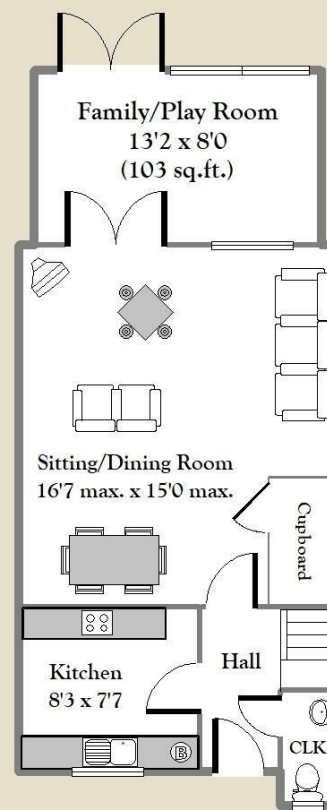 Family/Play Room
13'2 x 8'0
(103 sq.ft.)
Sitting/Dining Room
16'7 max. x 15'0 max.
Cupboard
Kitchen
8'3 x 7'7
Hall
B
CLK